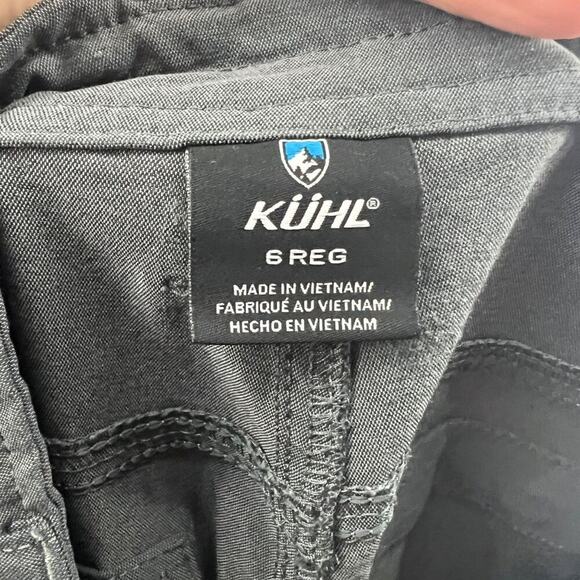 KÜHL®
6 REG
MADE IN VIETNAM/
FABRIQUÉ AU VIETNAM/
HECHO EN VIETNAM